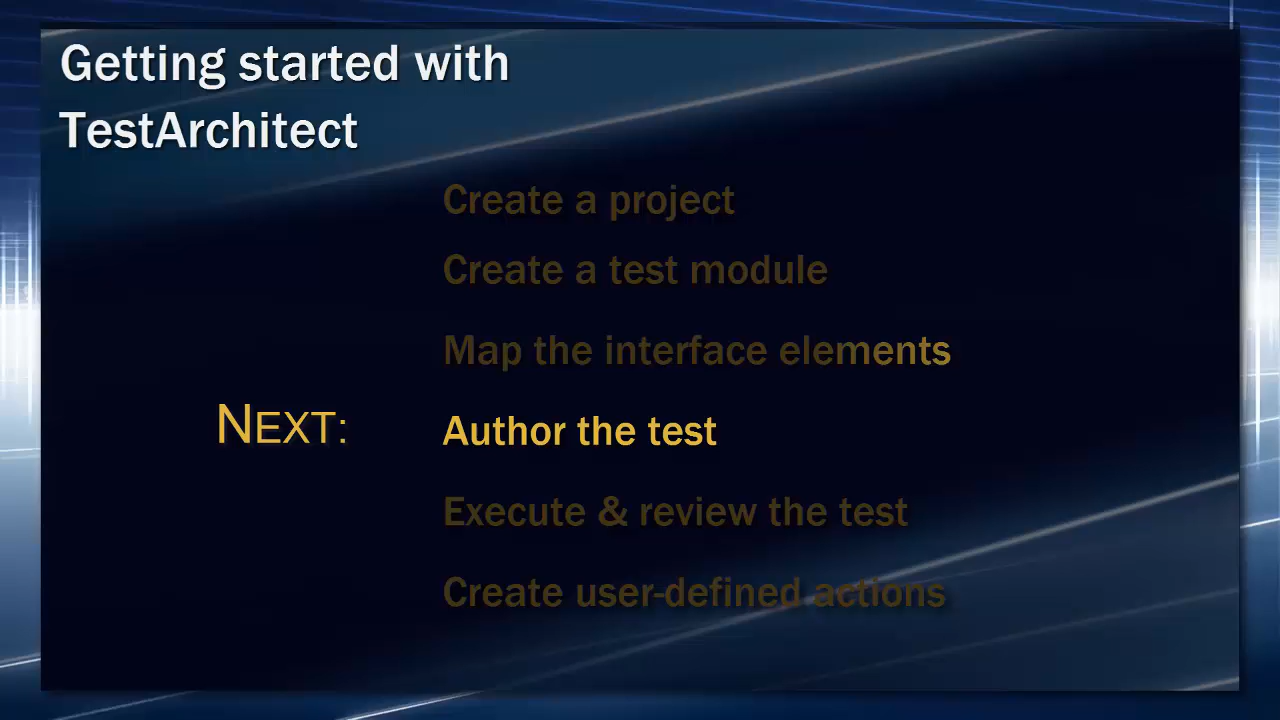 Getting started with
TestArchitect
Create a project
Create a test module
Map the interface elements
NEXT: Author the test
Execute & review the test
Create user-defined actions